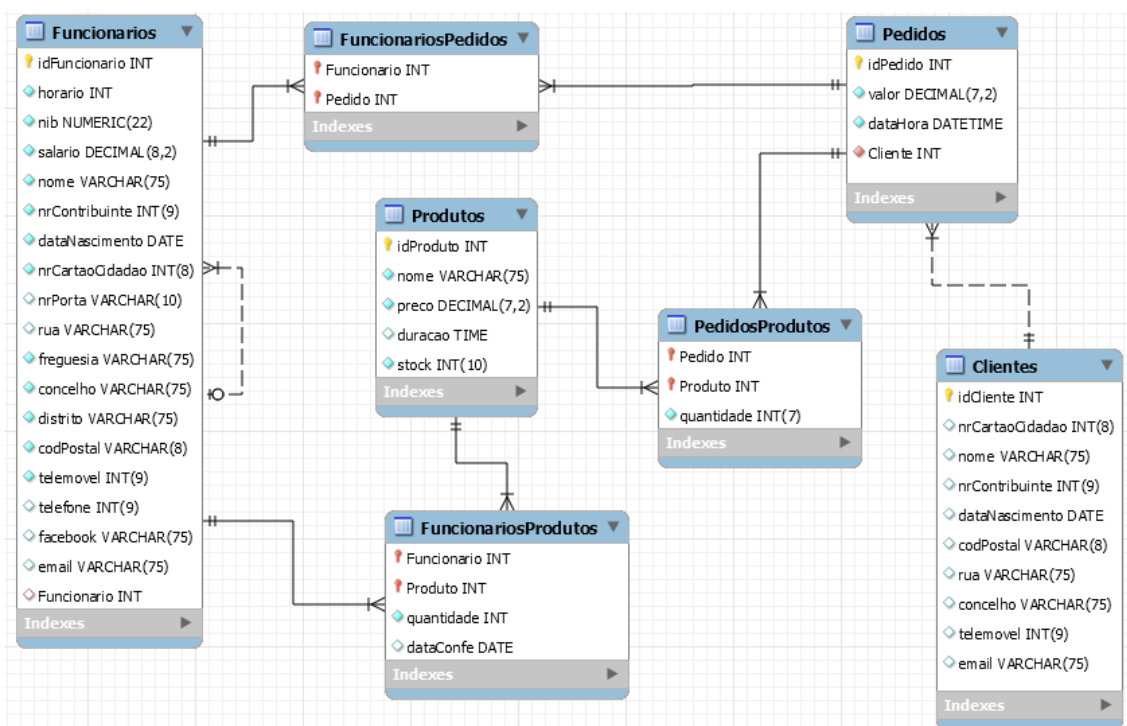 Funcionarios
idFuncionario INT
horario INT
nib NUMERIC(22)
salario DECIMAL(8,2)
nome VARCHAR(75)
nrContribuinte INT(9)
dataNascimento DATE
nrCartaoCidadao INT(8)
nrPorta VARCHAR(10)
rua VARCHAR(75)
freguesia VARCHAR(75)
concelho VARCHAR(75)
distrito VARCHAR(75)
codPostal VARCHAR(8)
telemovel INT(9)
telefone INT(9)
facebook VARCHAR(75)
email VARCHAR(75)
Funcionario INT
Indexes
FuncionariosPedidos
Funcionario INT
Pedido INT
Indexes
Pedidos
idPedido INT
valor DECIMAL(7,2)
dataHora DATETIME
Cliente INT
Indexes
Produtos
idProduto INT
nome VARCHAR(75)
preco DECIMAL(7,2)
duracao TIME
stock INT(10)
Indexes
PedidosProdutos
Pedido INT
Produto INT
quantidade INT(7)
Indexes
Clientes
idCliente INT
nrCartaoCidadao INT(8)
nome VARCHAR(75)
nrContribuinte INT(9)
dataNascimento DATE
codPostal VARCHAR(8)
rua VARCHAR(75)
concelho VARCHAR(75)
telemovel INT(9)
email VARCHAR(75)
Indexes
FuncionariosProdutos
Funcionario INT
Produto INT
quantidade INT
dataConfe DATE
Indexes